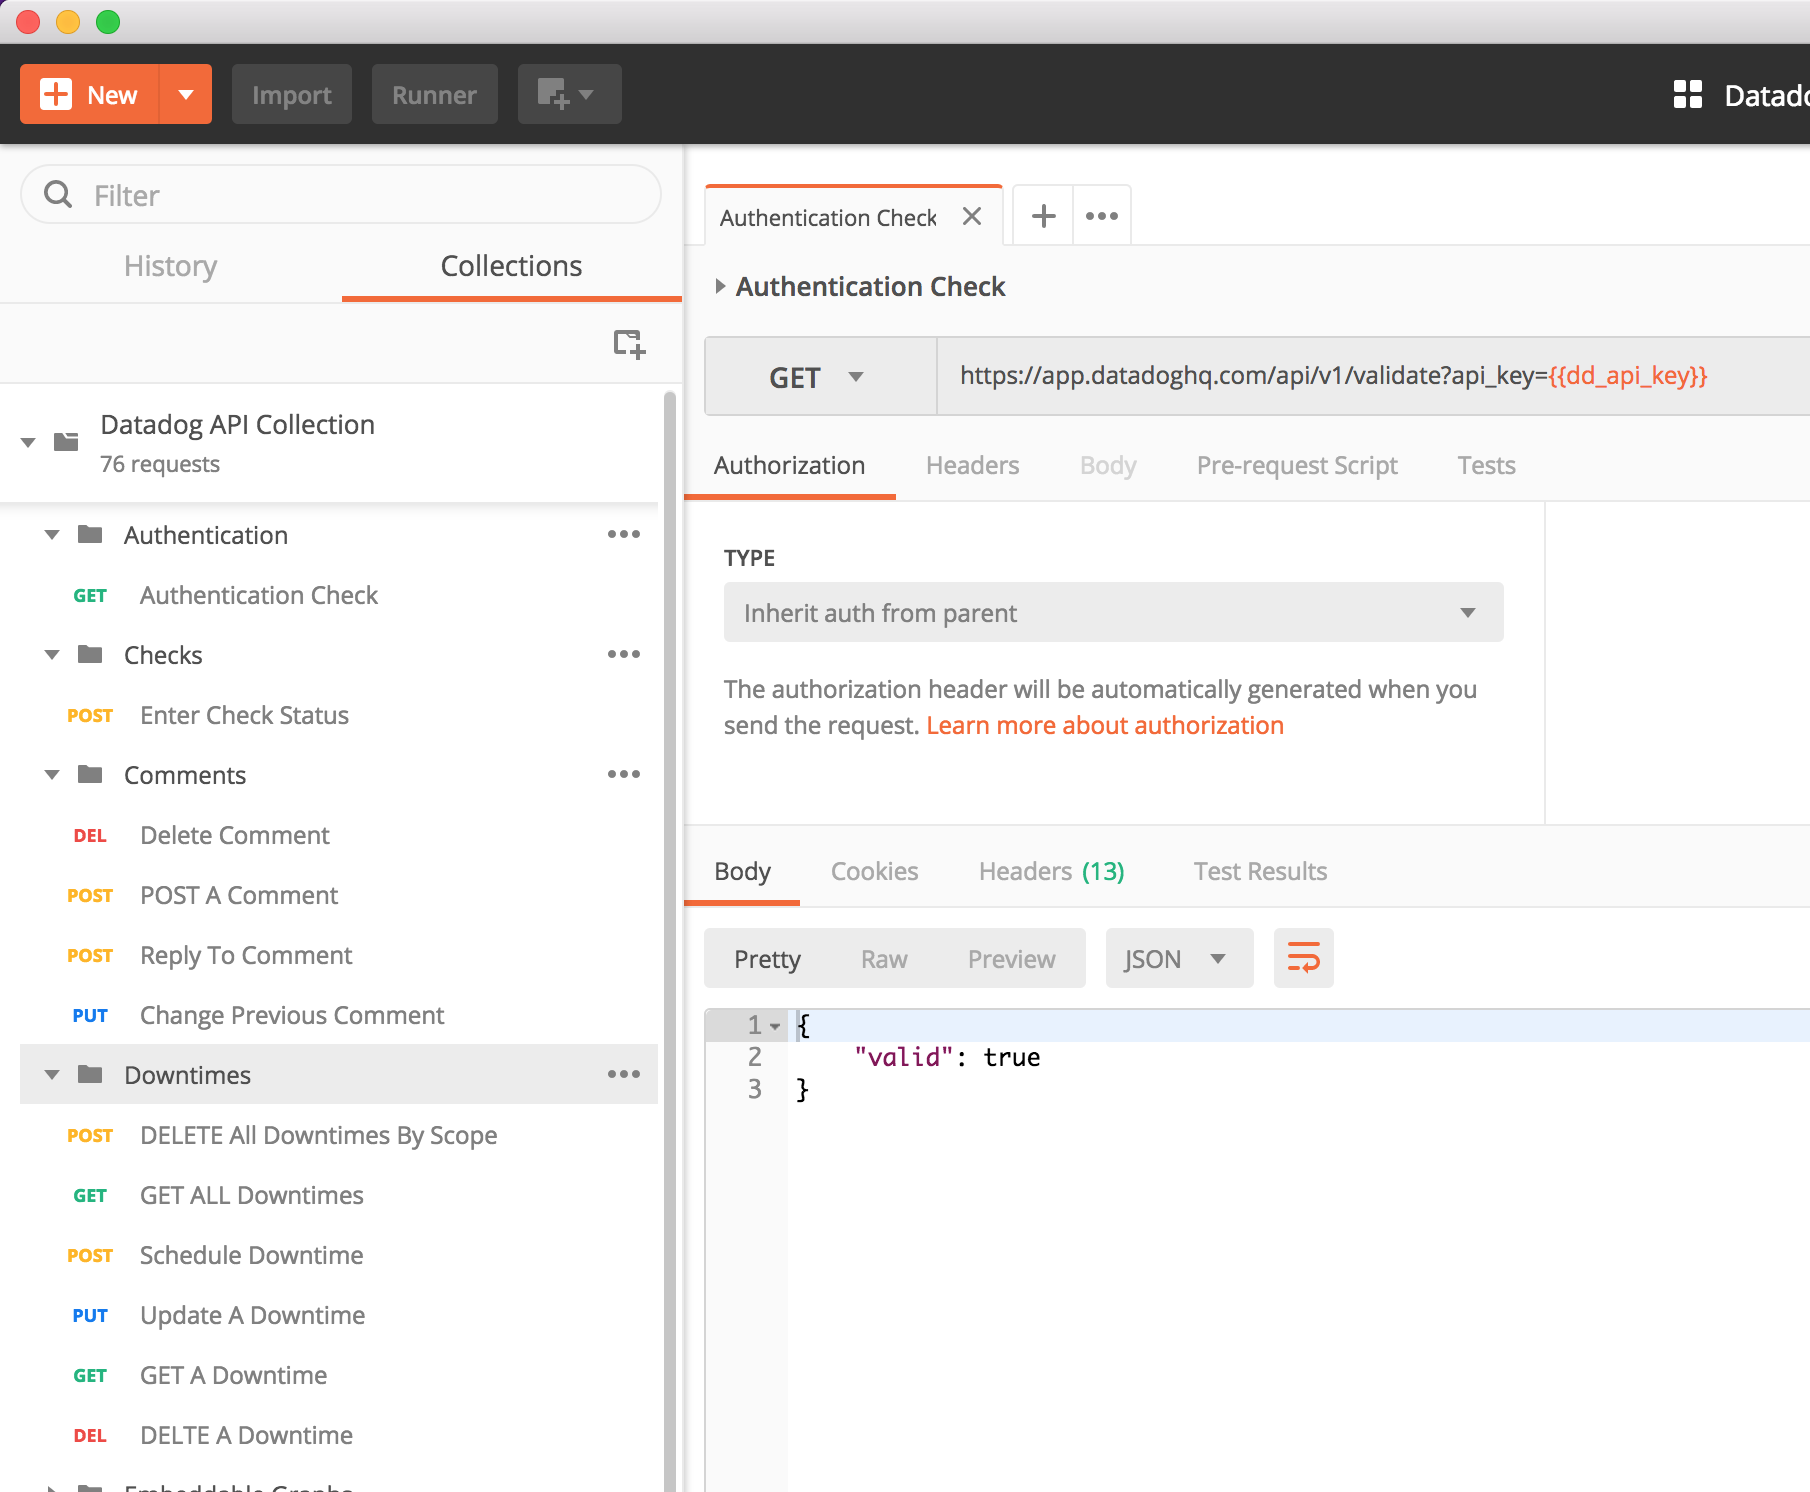 New
Import
Runner
Filter
History
Collections
Authentication Check
Authentication Check
GET
https://app.datadoghq.com/api/v1/validate?api_key={{dd_api_key}}
Datadog API Collection
76 requests
Authorization
Headers
Body
Pre-request Script
Tests
Authentication
GET Authentication Check
Checks
POST Enter Check Status
Comments
DEL Delete Comment
POST POST A Comment
POST Reply To Comment
PUT Change Previous Comment
Downtimes
POST DELETE All Downtimes By Scope
GET GET ALL Downtimes
POST Schedule Downtime
PUT Update A Downtime
GET GET A Downtime
DEL DELTE A Downtime
TYPE
Inherit auth from parent
The authorization header will be automatically generated when you
send the request. Learn more about authorization
Body
Cookies
Headers (13)
Test Results
Pretty
Raw
Preview
JSON
1 {
2 "valid": true
3 }